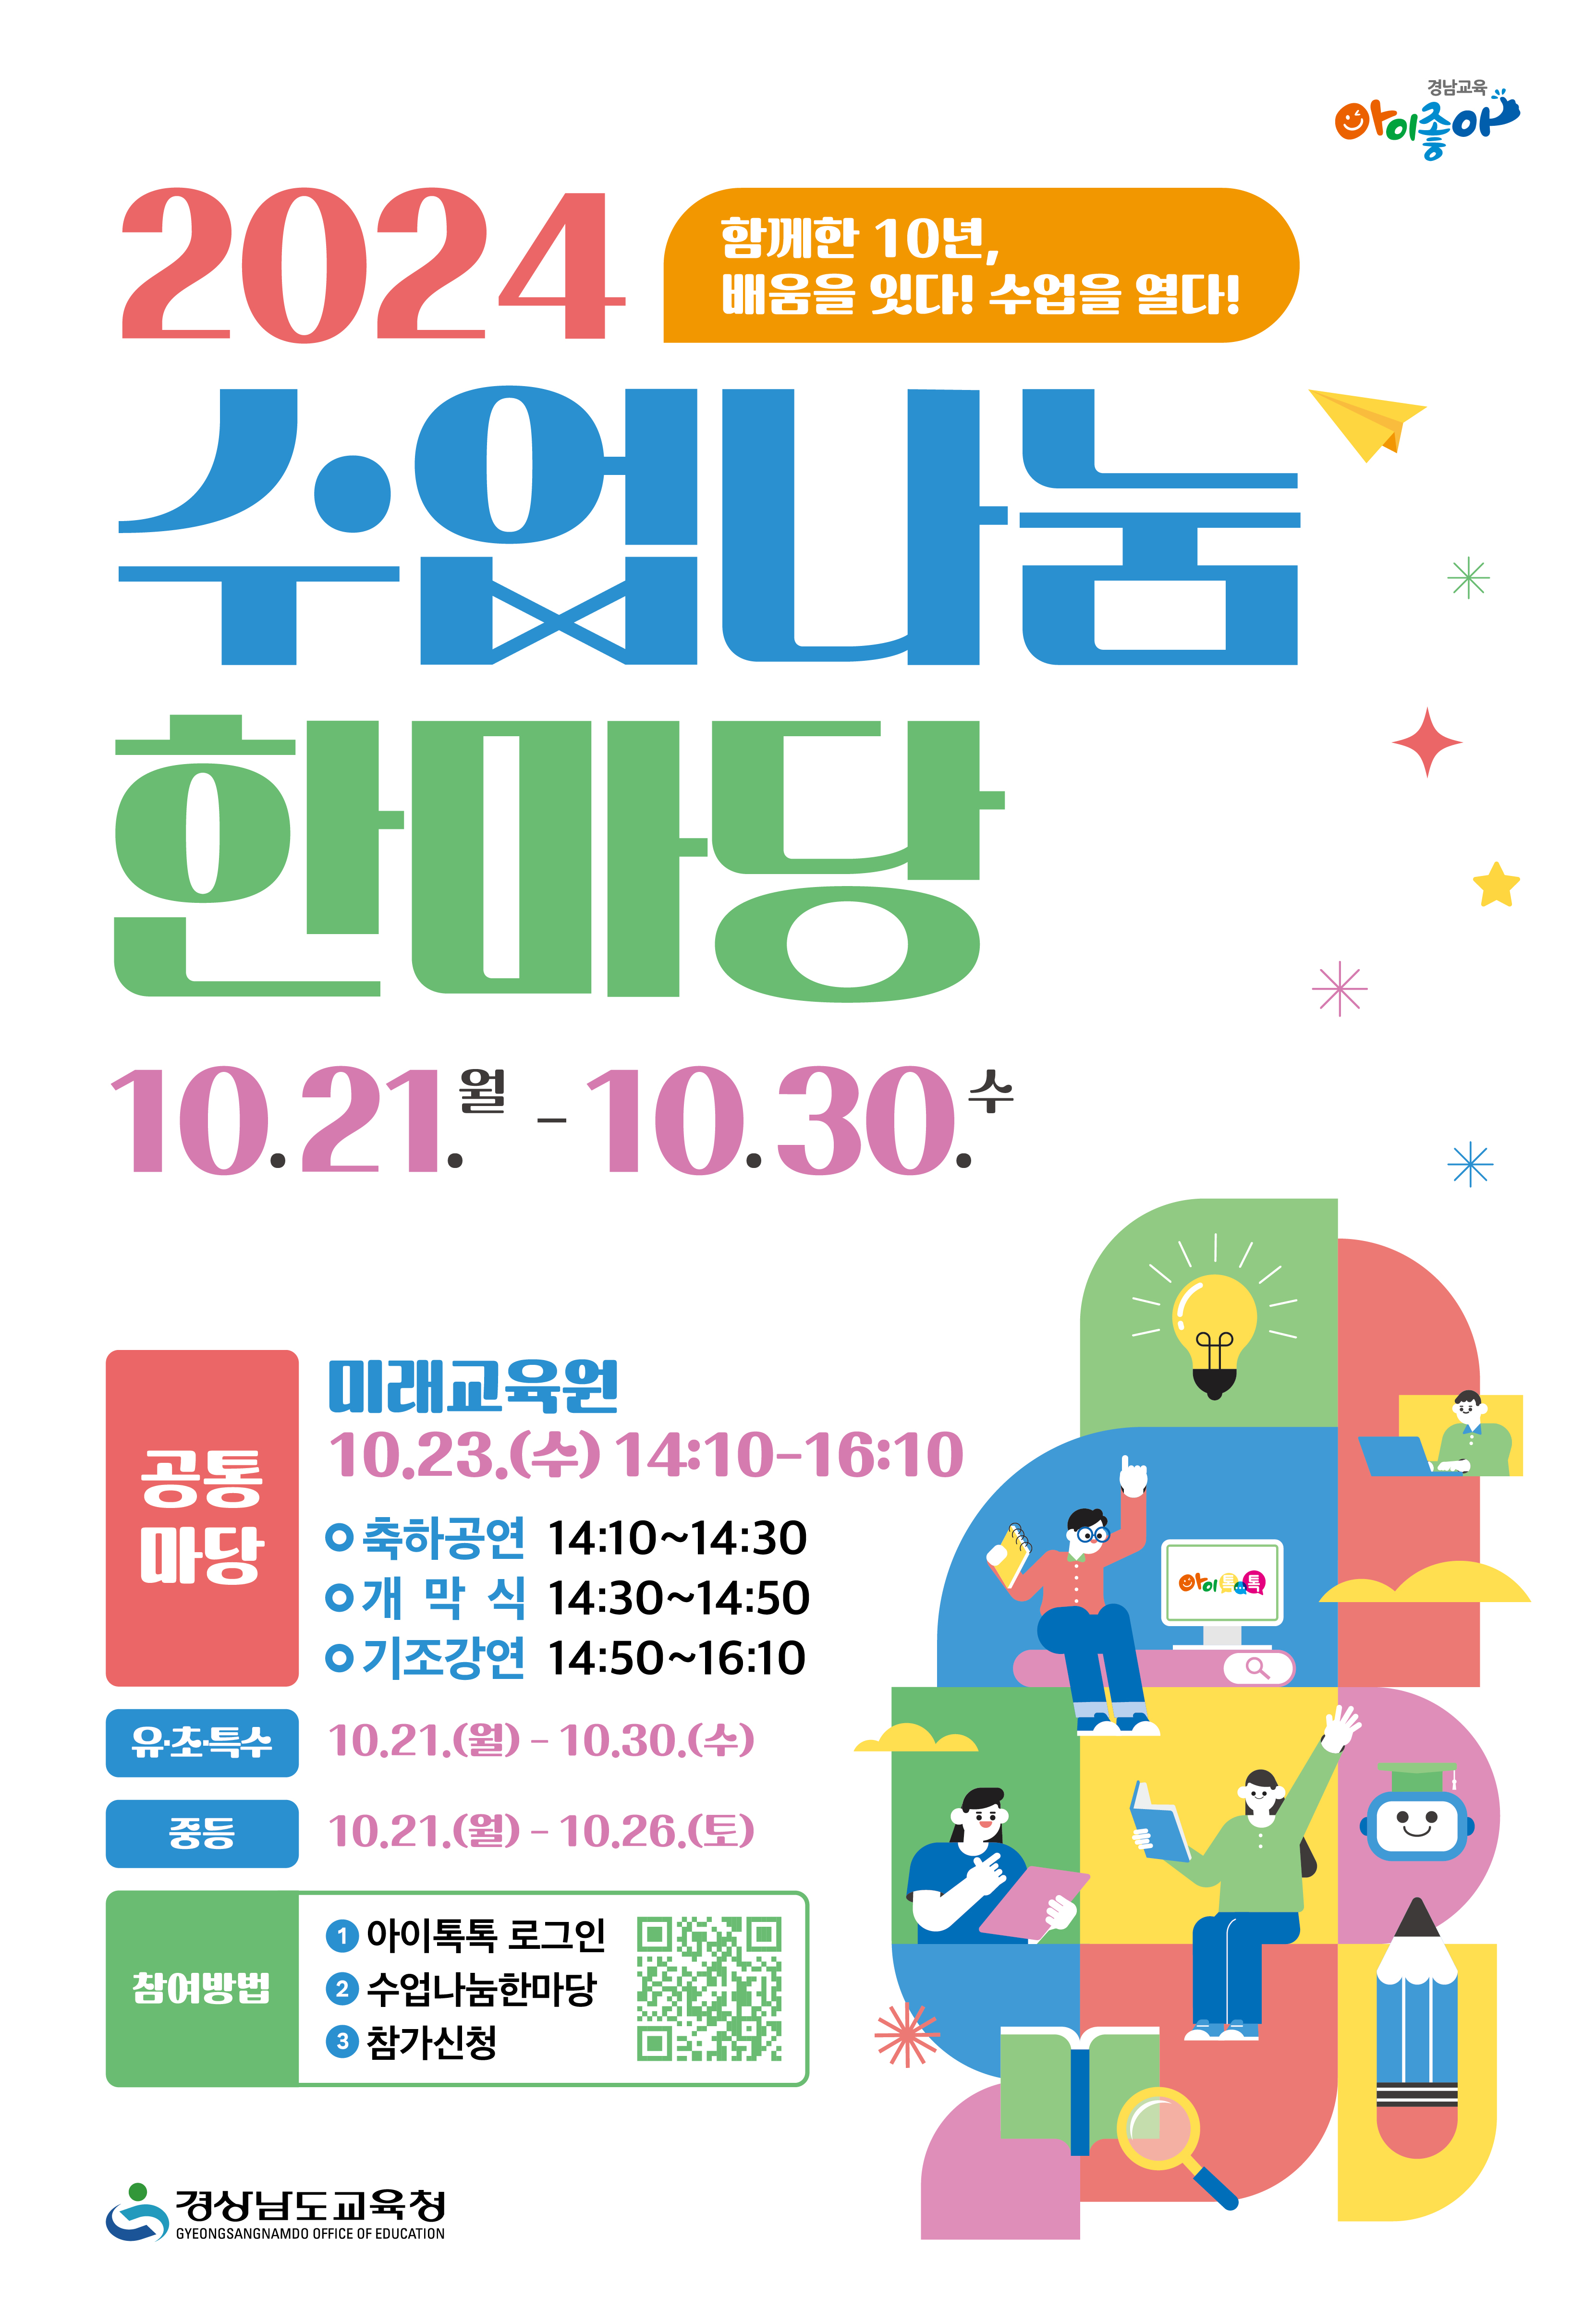 경남교육
아이좋아
2024
함께한 10년,
배움을 잇다! 수업을 열다!
수업나눔
한마당
10.21.월 - 10.30.수
공통
마당
미래교육원
10.23.(수) 14:10-16:10
축하공연 14:10~14:30
개 막 식 14:30~14:50
기조강연 14:50~16:10
아이톡톡
유·초·특수 10.21.(월) - 10.30.(수)
중등 10.21.(월) - 10.26.(토)
참여방법
1 아이톡톡 로그인
2 수업나눔한마당
3 참가신청
경상남도교육청
GYEONGSANGNAMDO OFFICE OF EDUCATION